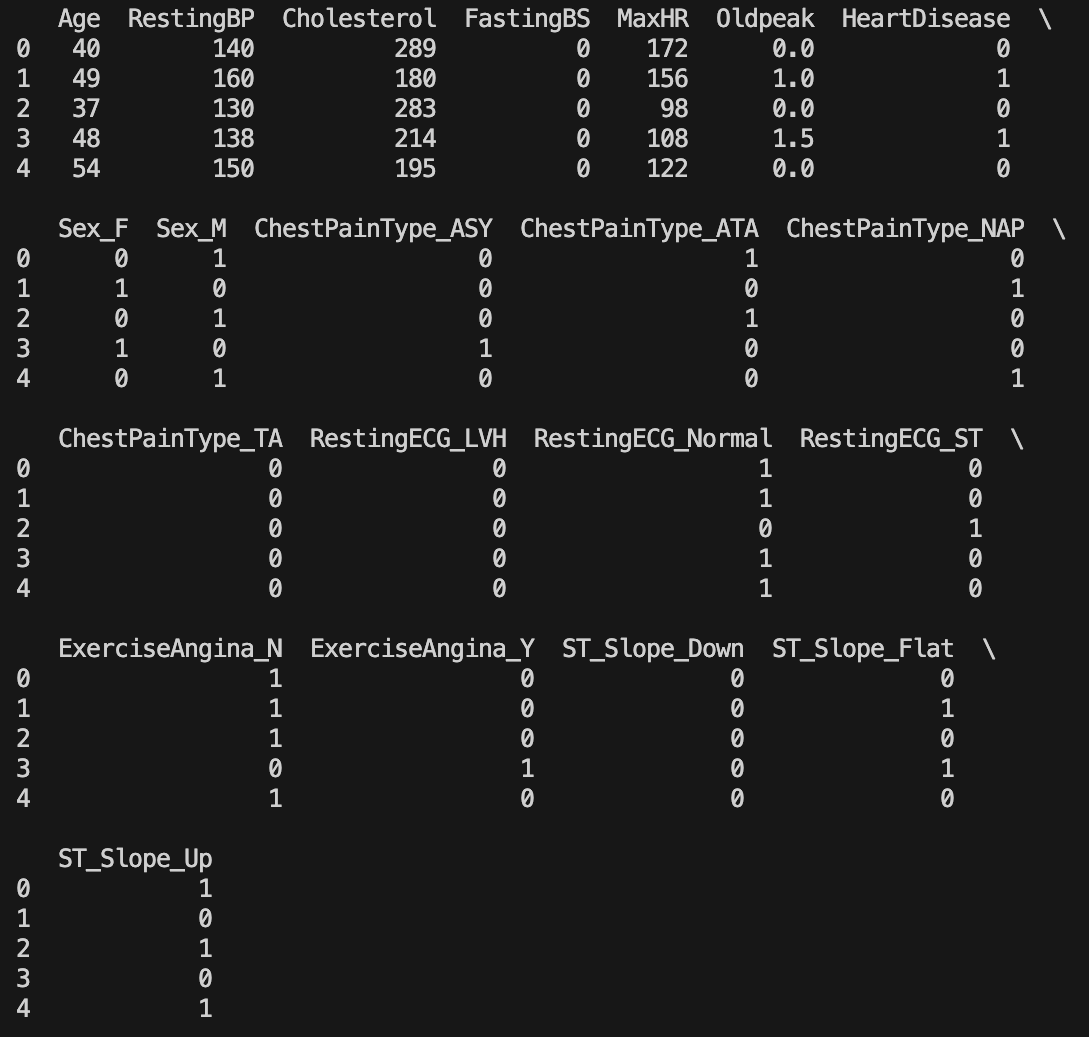 Age RestingBP Cholesterol FastingBS MaxHR Oldpeak HeartDisease \
0 40 140 289 0 172 0.0 0
1 49 160 180 0 156 1.0 1
2 37 130 283 0 98 0.0 0
3 48 138 214 0 108 1.5 1
4 54 150 195 0 122 0.0 0
Sex_F Sex_M ChestPainType_ASY ChestPainType_ATA ChestPainType_NAP \
0 0 1 0 1 0
1 1 0 0 0 1
2 0 1 0 1 0
3 1 0 1 0 0
4 0 1 0 0 1
ChestPainType_TA RestingECG_LVH RestingECG_Normal RestingECG_ST \
0 0 0 1 0
1 0 0 1 0
2 0 0 0 1
3 0 0 1 0
4 0 0 1 0
ExerciseAngina_N ExerciseAngina_Y ST_Slope_Down ST_Slope_Flat \
0 1 0 0 0
1 1 0 0 1
2 1 0 0 0
3 0 1 0 1
4 1 0 0 0
ST_Slope_Up
0 1
1 0
2 1
3 0
4 1